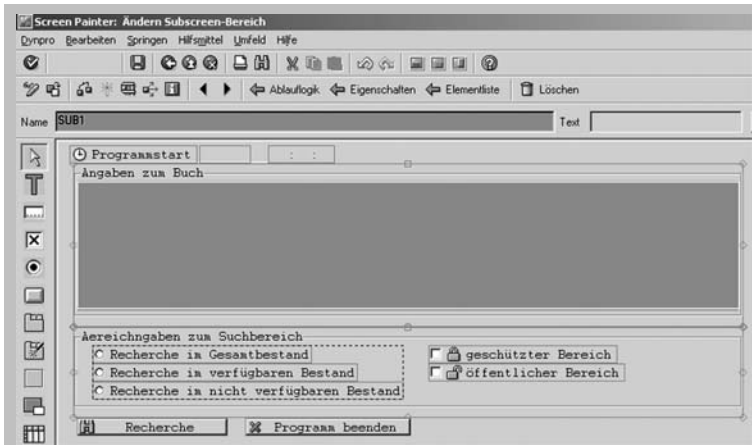 Screen Painter: Ändern Subscreen-Bereich
Dynpro Bearbeiten Springen Hilfsmittel Umfeld Hilfe
Ablauflogik Eigenschaften Elementliste Löschen
Name SUB1 Text
Programmstart : :
Angaben zum Buch
Aereichngaben zum Suchbereich
Recherche im Gesamtbestand geschützter Bereich
Recherche im verfügbaren Bestand öffentlicher Bereich
Recherche im nicht verfügbaren Bestand
Recherche Programm beenden